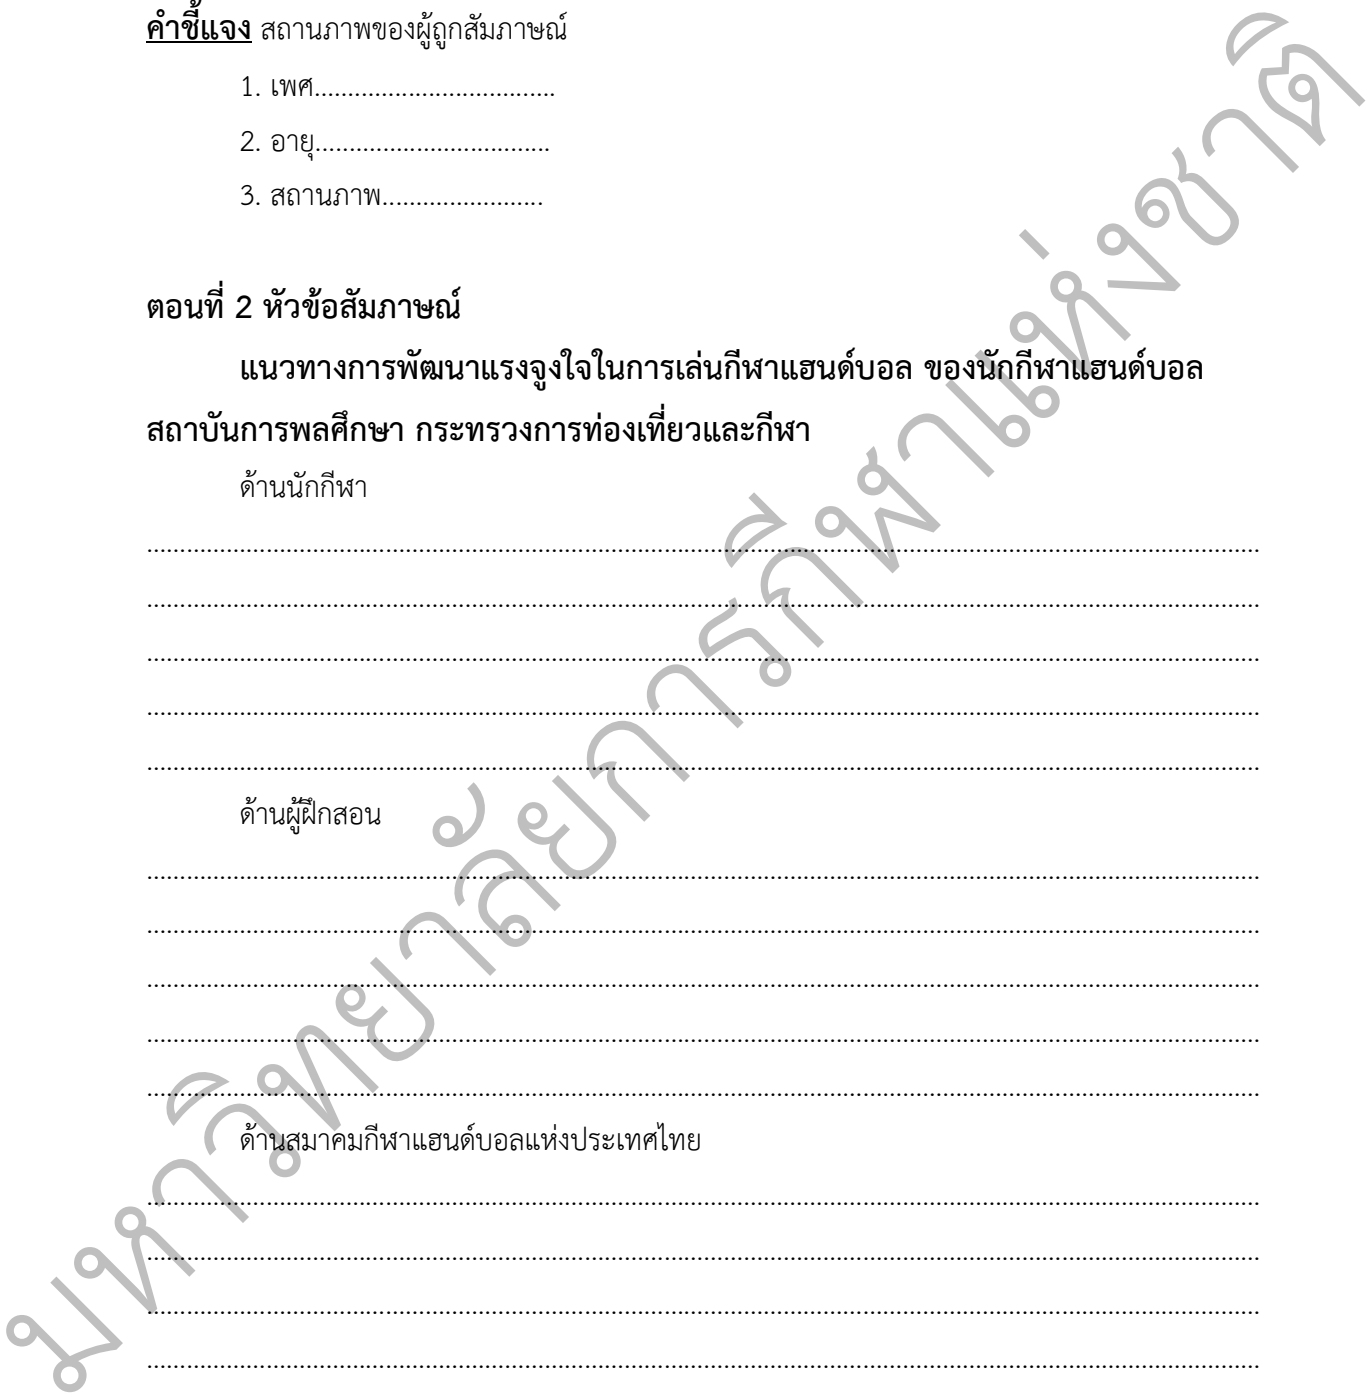 คำชี้แจง สถานภาพของผู้ถูกสัมภาษณ์
1. เพศ....................................
2. อายุ...................................
3. สถานภาพ........................
ตอนที่ 2 หัวข้อสัมภาษณ์
แนวทางการพัฒนาแรงจูงใจในการเล่นกีฬาแฮนด์บอล ของนักกีฬาแฮนด์บอล
สถาบันการพลศึกษา กระทรวงการท่องเที่ยวและกีฬา
ด้านนักกีฬา
ด้านผู้ฝึกสอน
ด้านสมาคมกีฬาแฮนด์บอลแห่งประเทศไทย
มหาวิทยาลัยการกีฬาแห่งชาติ